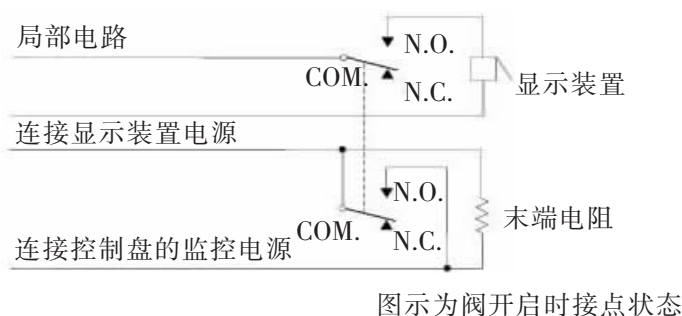 局部电路
N.O.
COM.
N.C.
显示装置
连接显示装置电源
N.O.
末端电阻
COM.
N.C.
连接控制盘的监控电源
图示为阀开启时接点状态